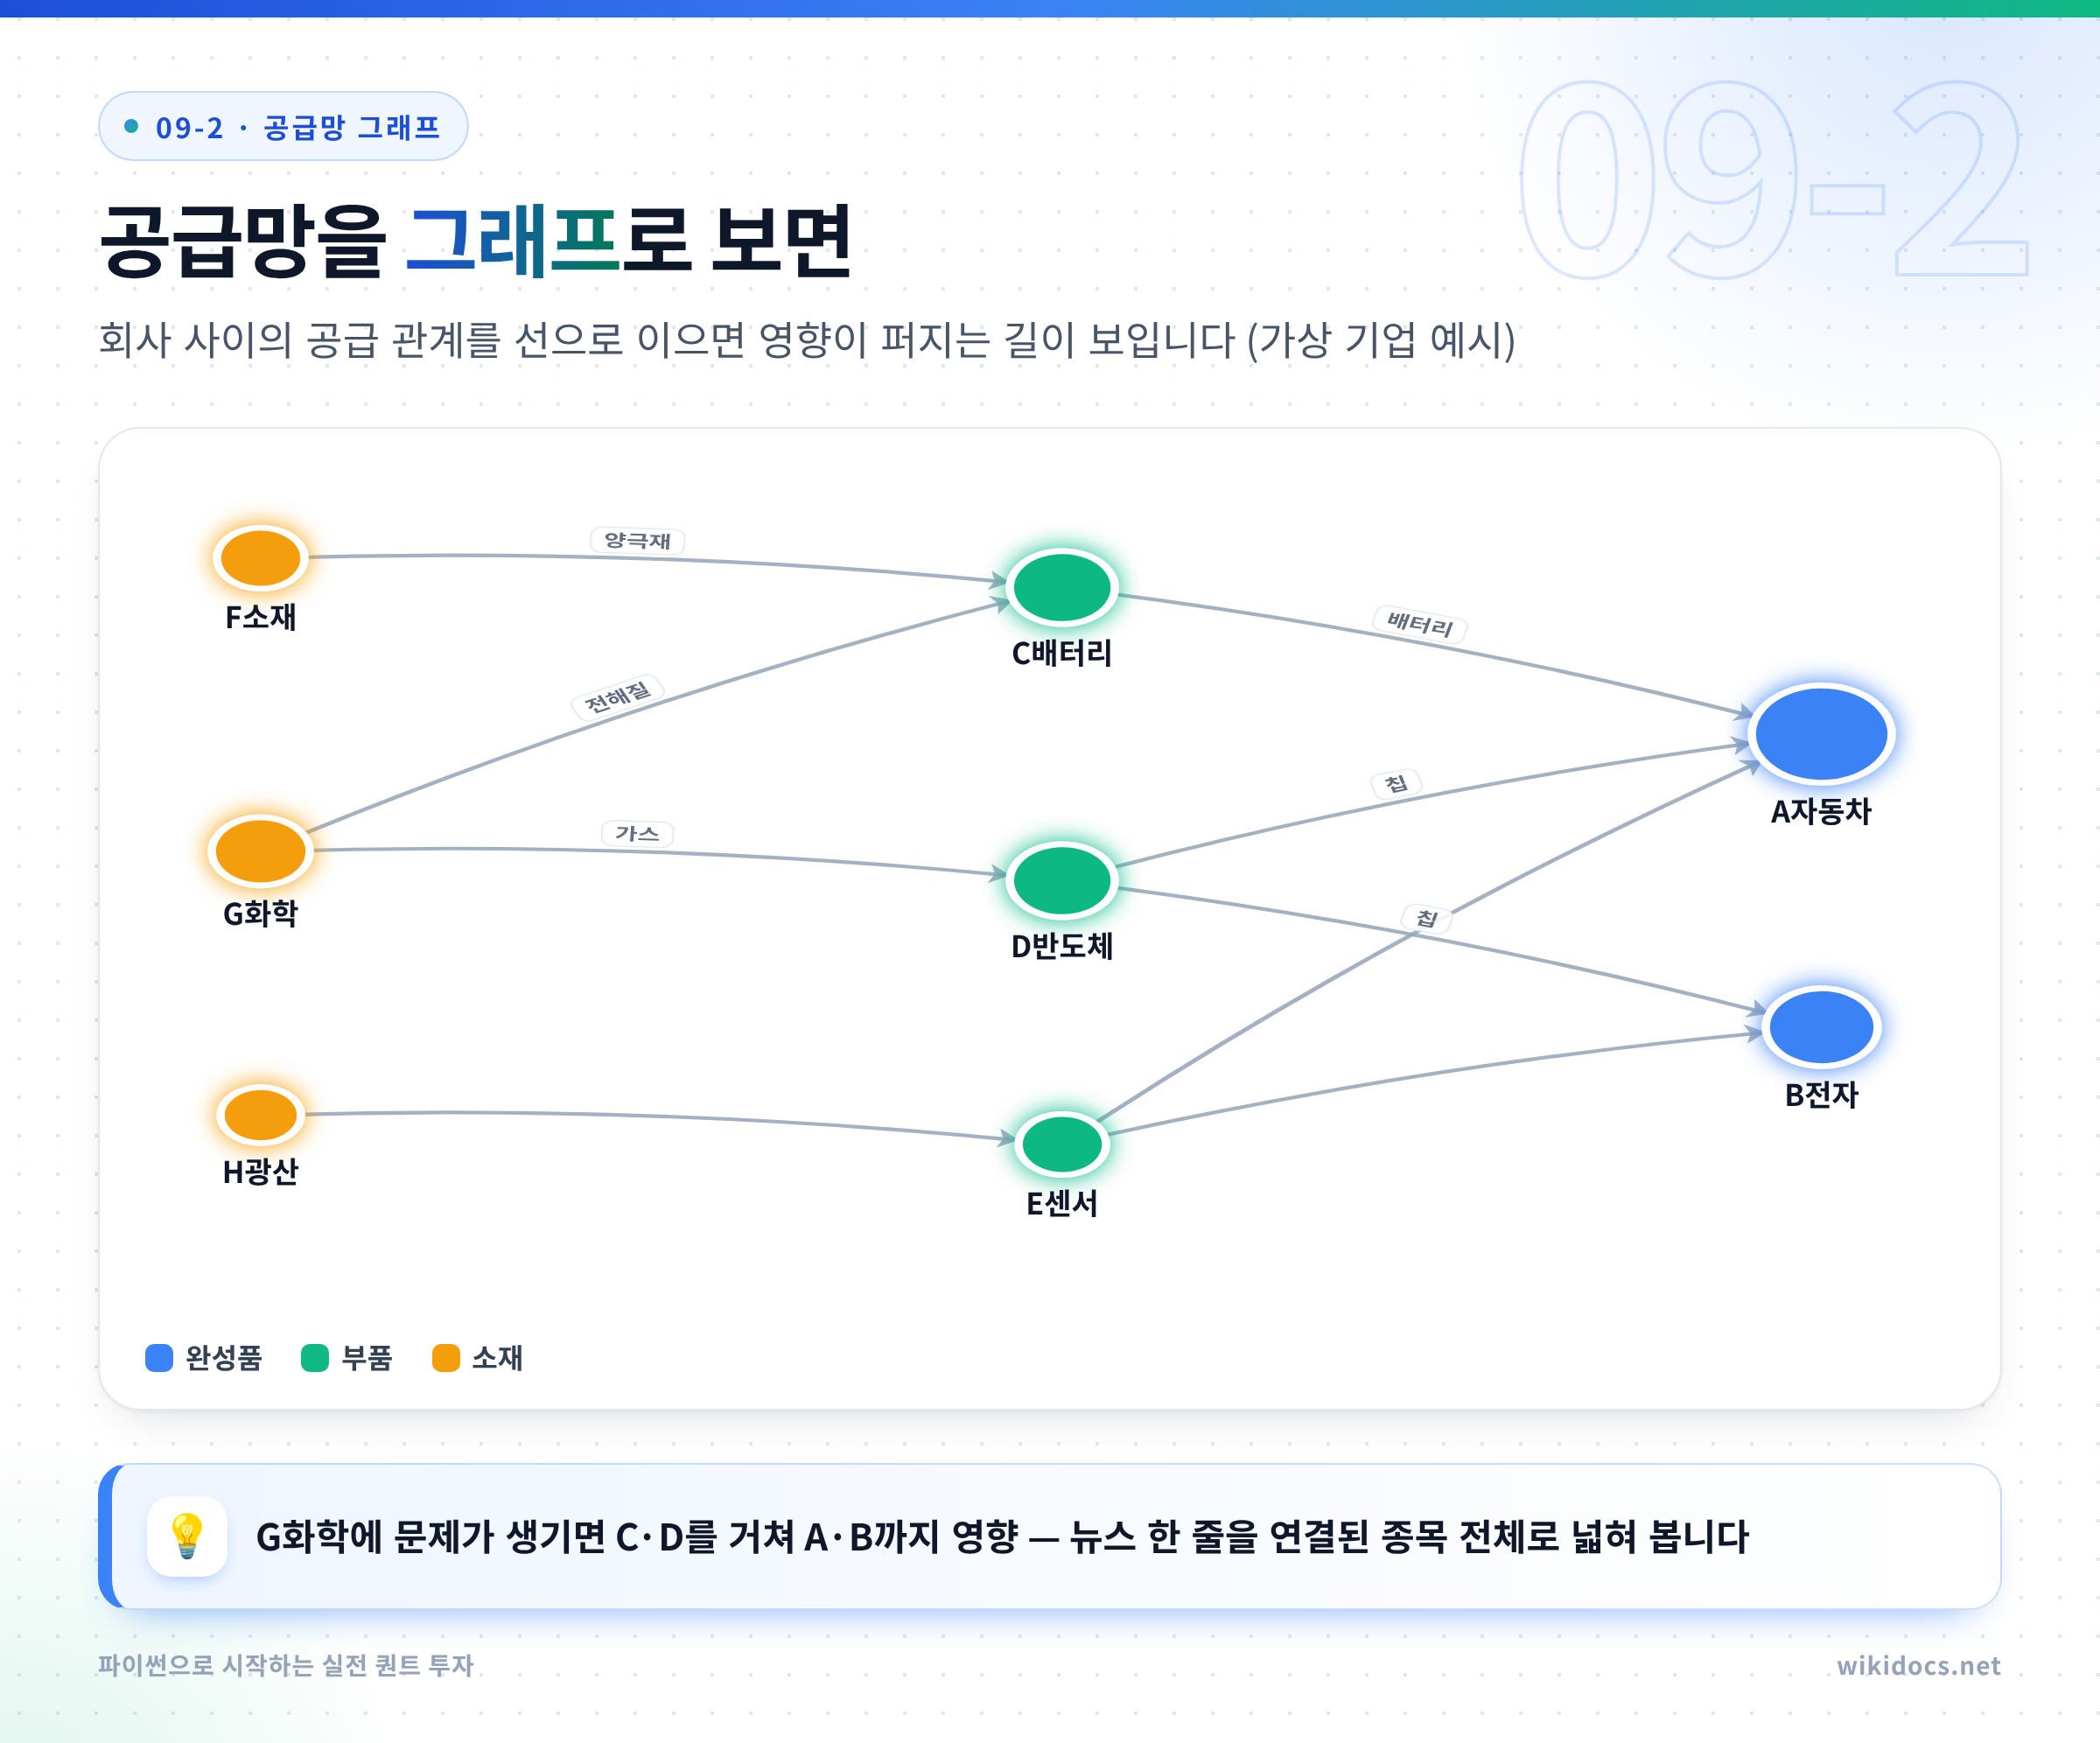 09-2 · 공급망 그래프
09-2
공급망을 그래프로 보면
회사 사이의 공급 관계를 선으로 이으면 영향이 퍼지는 길이 보입니다 (가상 기업 예시)
양극재
F소재
C배터리
배터리
전해질
칩
A자동차
가스
G화학
D반도체
칩
B전자
H광산
E센서
완성품
부품
소재
💡 G화학에 문제가 생기면 C·D를 거쳐 A·B까지 영향 — 뉴스 한 줄을 연결된 종목 전체로 넓혀 봅니다
파이썬으로 시작하는 실전 퀀트 투자
wikidocs.net